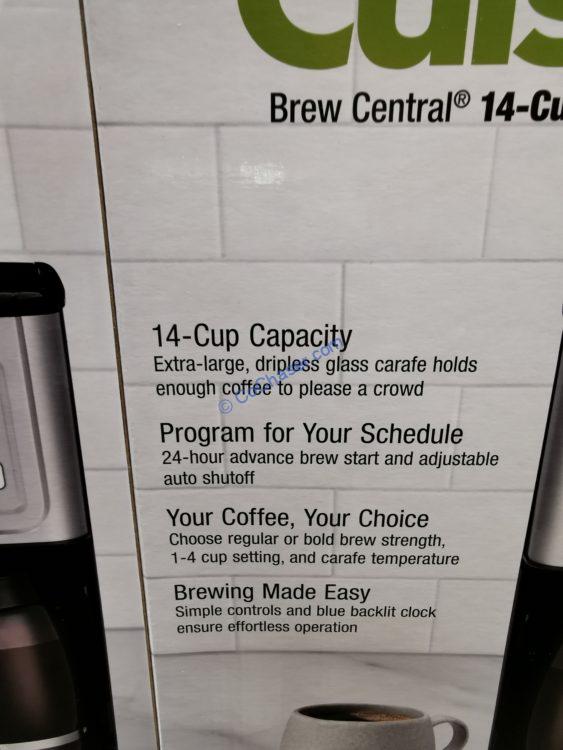 Cuis
Brew Central® 14-Cu
14-Cup Capacity
Extra-large, dripless glass carafe holds
enough coffee to please a crowd
Program for Your Schedule
24-hour advance brew start and adjustable
auto shutoff
Your Coffee, Your Choice
Choose regular or bold brew strength,
1-4 cup setting, and carafe temperature
Brewing Made Easy
Simple controls and blue backlit clock
ensure effortless operation
© CoChaser.com